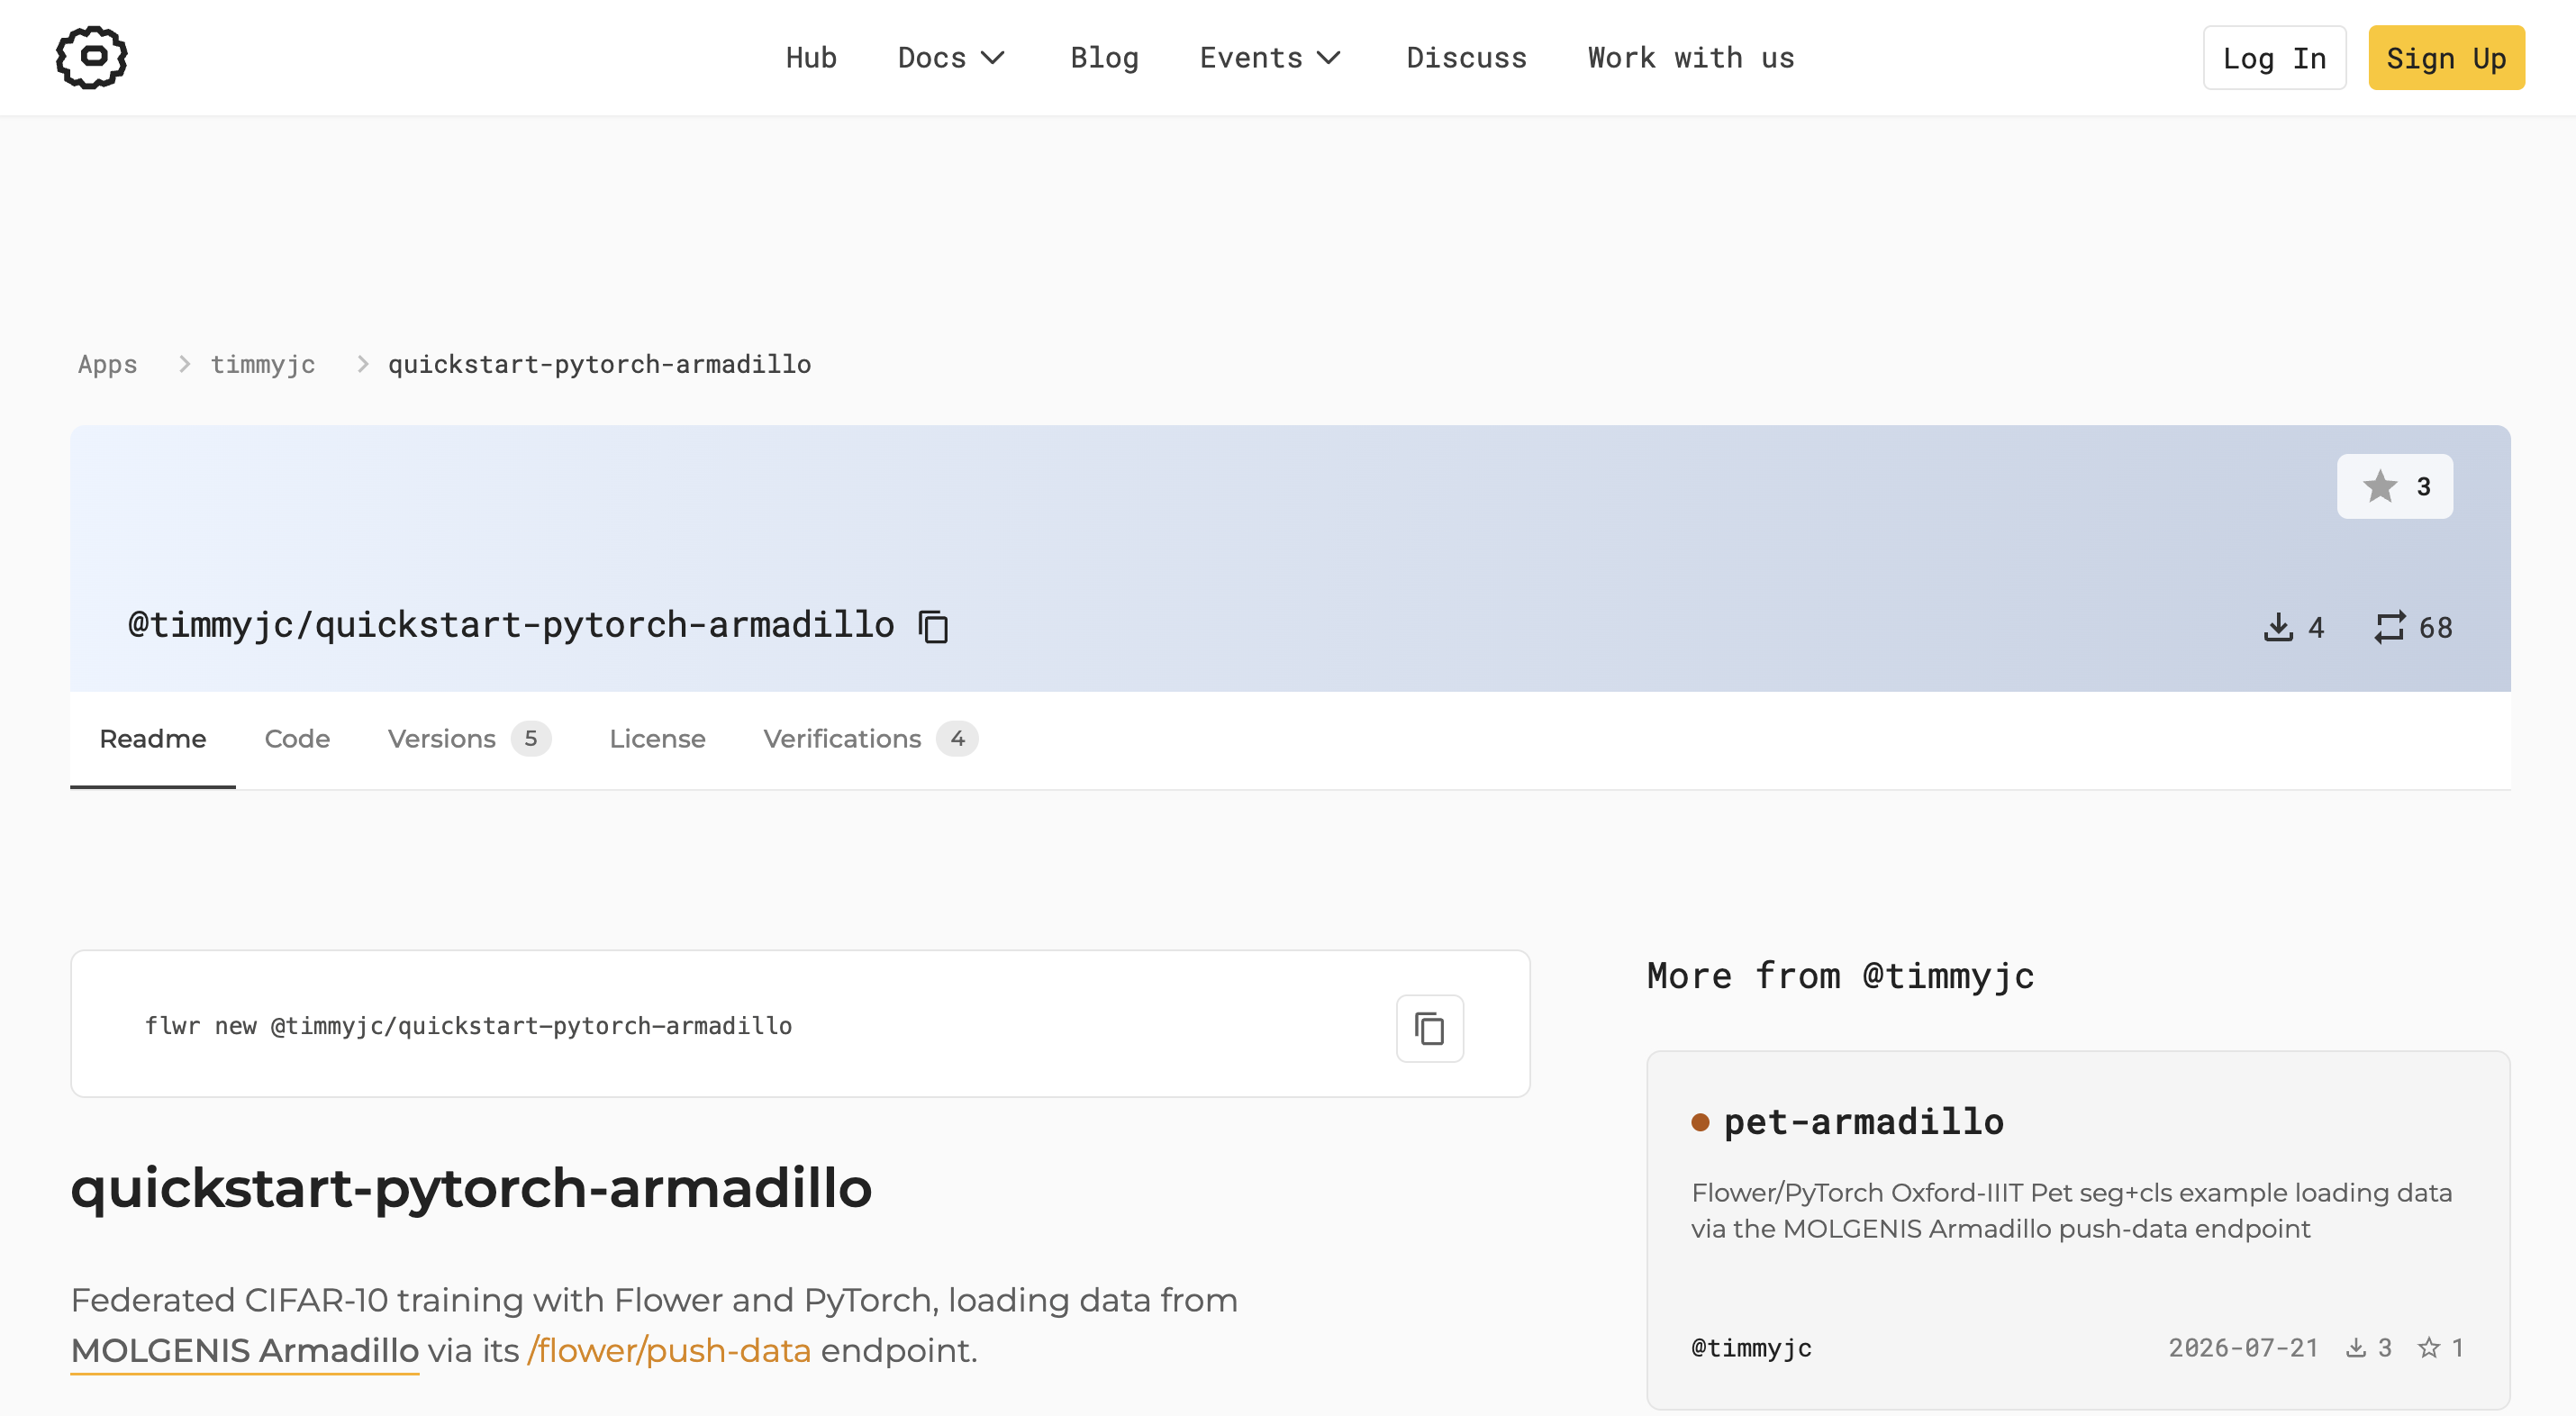 Hub Docs Blog Events Discuss Work with us Log In Sign Up
Apps timmyjc quickstart-pytorch-armadillo
3
@timmyjc/quickstart-pytorch-armadillo 4 68
Readme Code Versions 5 License Verifications 4
flwr new @timmyjc/quickstart-pytorch-armadillo
quickstart-pytorch-armadillo
Federated CIFAR-10 training with Flower and PyTorch, loading data from
MOLGENIS Armadillo via its /flower/push-data endpoint.
More from @timmyjc
pet-armadillo
Flower/PyTorch Oxford-IIIT Pet seg+cls example loading data
via the MOLGENIS Armadillo push-data endpoint
@timmyjc 2026-07-21 3 1